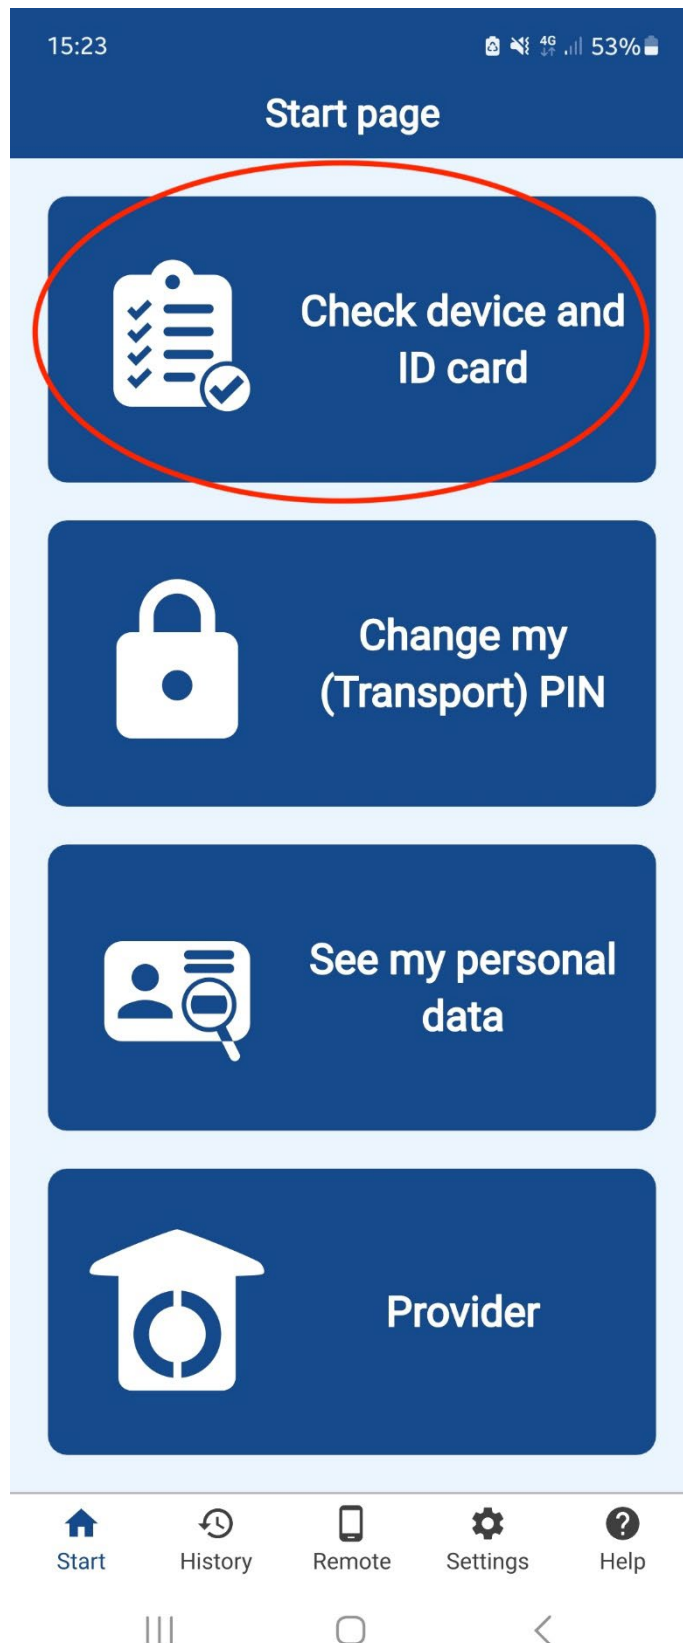 15:23
4G
53%
Start page
Check device and
ID card
Change my
(Transport) PIN
See my personal
data
Provider
Start
History
Remote
Settings
Help